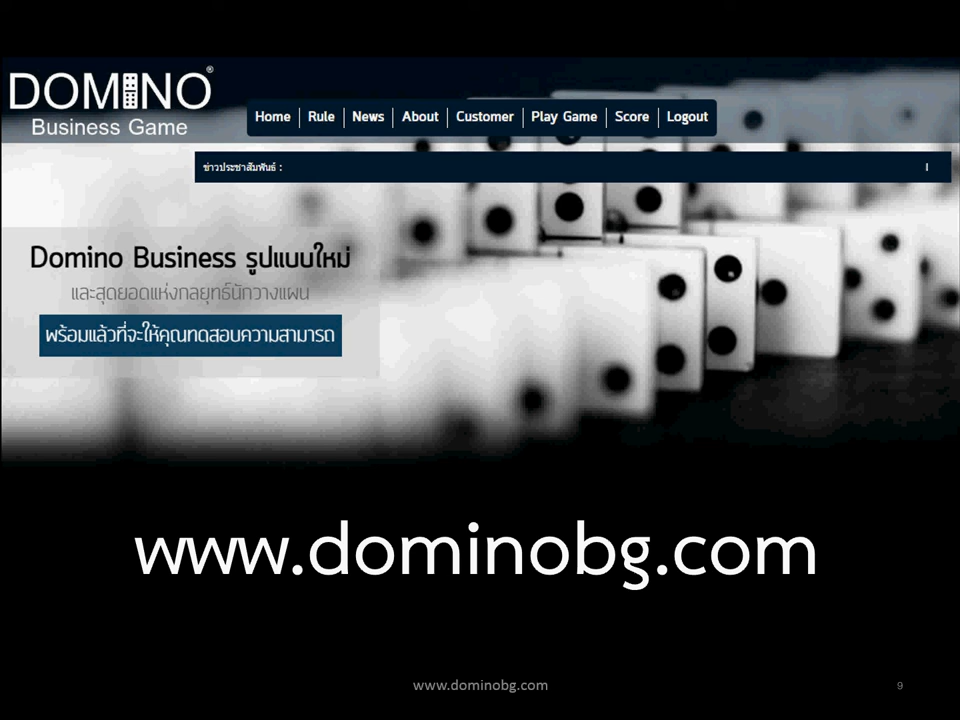 DOMINO®
Business Game
Home | Rule | News | About | Customer | Play Game | Score | Logout
ข่าวประชาสัมพันธ์ :
Domino Business รูปแบบใหม่
และสุดยอดแห่งกลยุทธ์นักวางแผน
พร้อมแล้วที่จะให้คุณทดสอบความสามารถ
www.dominobg.com
www.dominobg.com
9